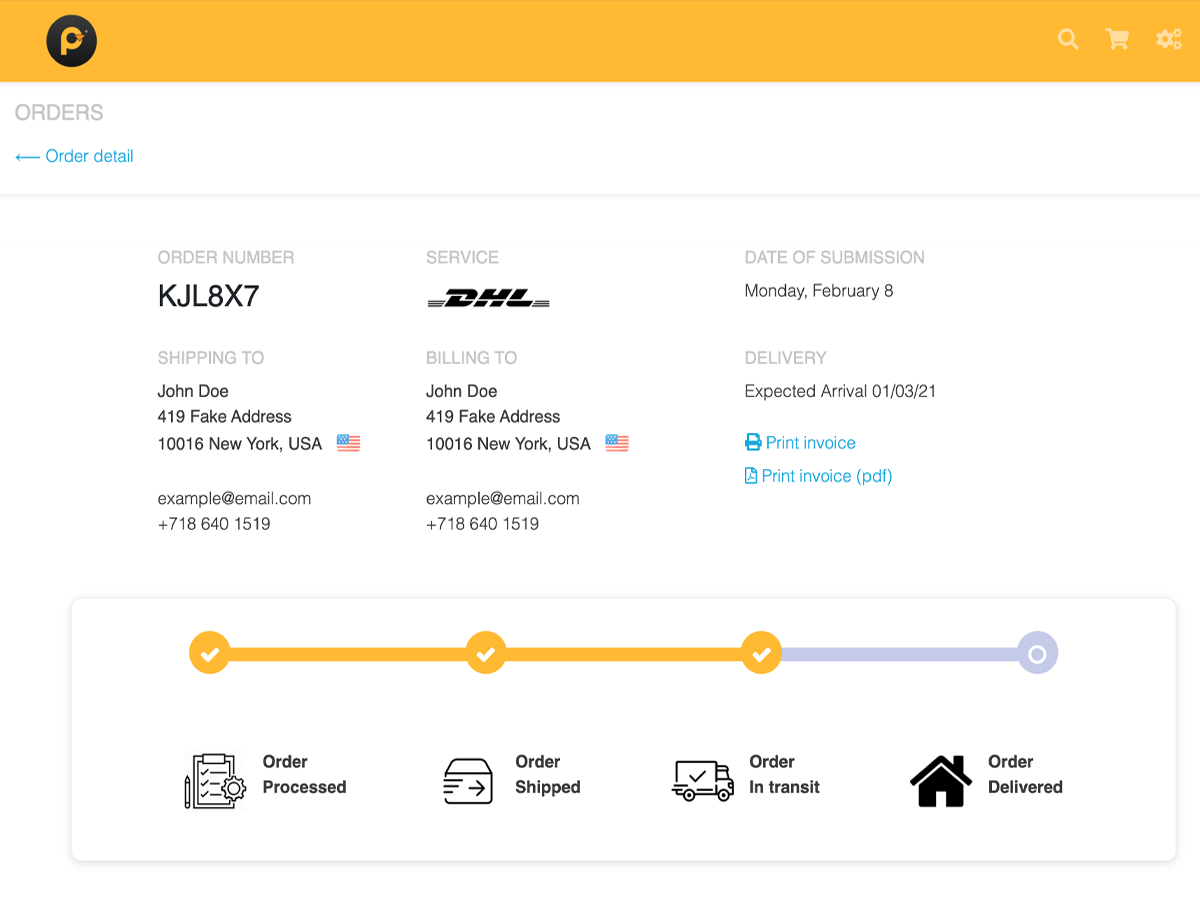 ORDERS
⟵ Order detail
ORDER NUMBER
KJL8X7
SERVICE
DHL
DATE OF SUBMISSION
Monday, February 8
SHIPPING TO
John Doe
419 Fake Address
10016 New York, USA
example@email.com
+718 640 1519
BILLING TO
John Doe
419 Fake Address
10016 New York, USA
example@email.com
+718 640 1519
DELIVERY
Expected Arrival 01/03/21
Print invoice
Print invoice (pdf)
Order
Processed
Order
Shipped
Order
In transit
Order
Delivered